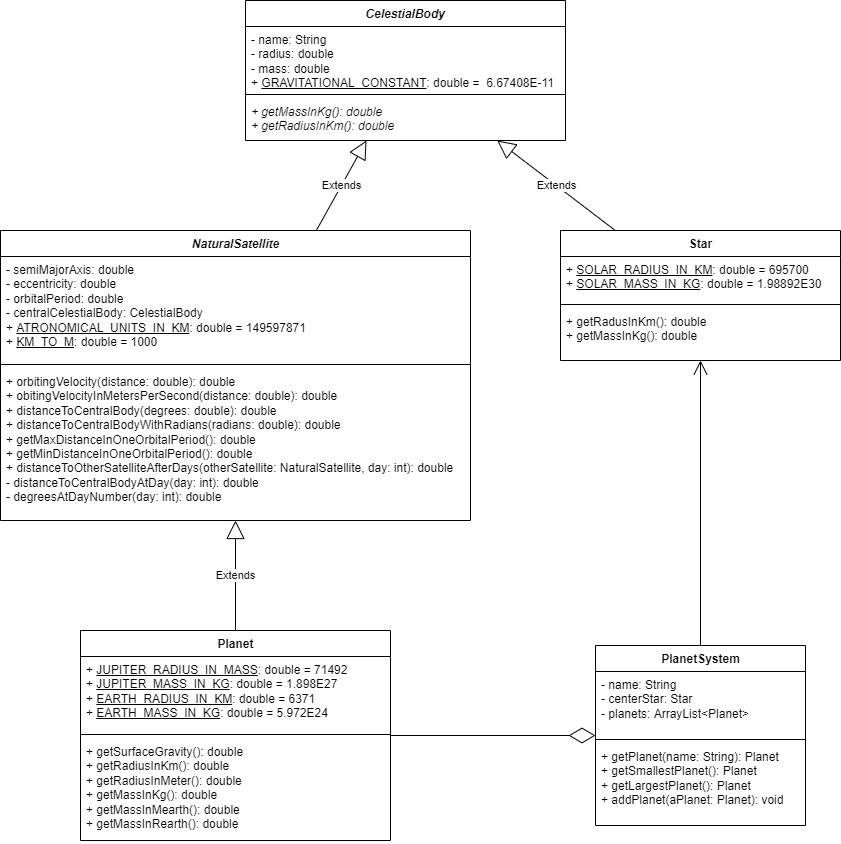 CelestialBody
- name: String
- radius: double
- mass: double
+ GRAVITATIONAL_CONSTANT: double = 6.67408E-11
+ getMassInKg(): double
+ getRadiusInKm(): double
Extends
Extends
NaturalSatellite
- semiMajorAxis: double
- eccentricity: double
- orbitalPeriod: double
- centralCelestialBody: CelestialBody
+ ATRONOMICAL_UNITS_IN_KM: double = 149597871
+ KM_TO_M: double = 1000
+ orbitingVelocity(distance: double): double
+ obitingVelocityInMetersPerSecond(distance: double): double
+ distanceToCentralBody(degrees: double): double
+ distanceToCentralBodyWithRadians(radians: double): double
+ getMaxDistanceInOneOrbitalPeriod(): double
+ getMinDistanceInOneOrbitalPeriod(): double
+ distanceToOtherSatelliteAfterDays(otherSatellite: NaturalSatellite, day: int): double
- distanceToCentralBodyAtDay(day: int): double
- degreesAtDayNumber(day: int): double
Star
+ SOLAR_RADIUS_IN_KM: double = 695700
+ SOLAR_MASS_IN_KG: double = 1.98892E30
+ getRadusInKm(): double
+ getMassInKg(): double
Extends
Planet
+ JUPITER_RADIUS_IN_MASS: double = 71492
+ JUPITER_MASS_IN_KG: double = 1.898E27
+ EARTH_RADIUS_IN_KM: double = 6371
+ EARTH_MASS_IN_KG: double = 5.972E24
+ getSurfaceGravity(): double
+ getRadiusInKm(): double
+ getRadiusInMeter(): double
+ getMassInKg(): double
+ getMassInMearth(): double
+ getMassInRearth(): double
PlanetSystem
- name: String
- centerStar: Star
- planets: ArrayList<Planet>
+ getPlanet(name: String): Planet
+ getSmallestPlanet(): Planet
+ getLargestPlanet(): Planet
+ addPlanet(aPlanet: Planet): void